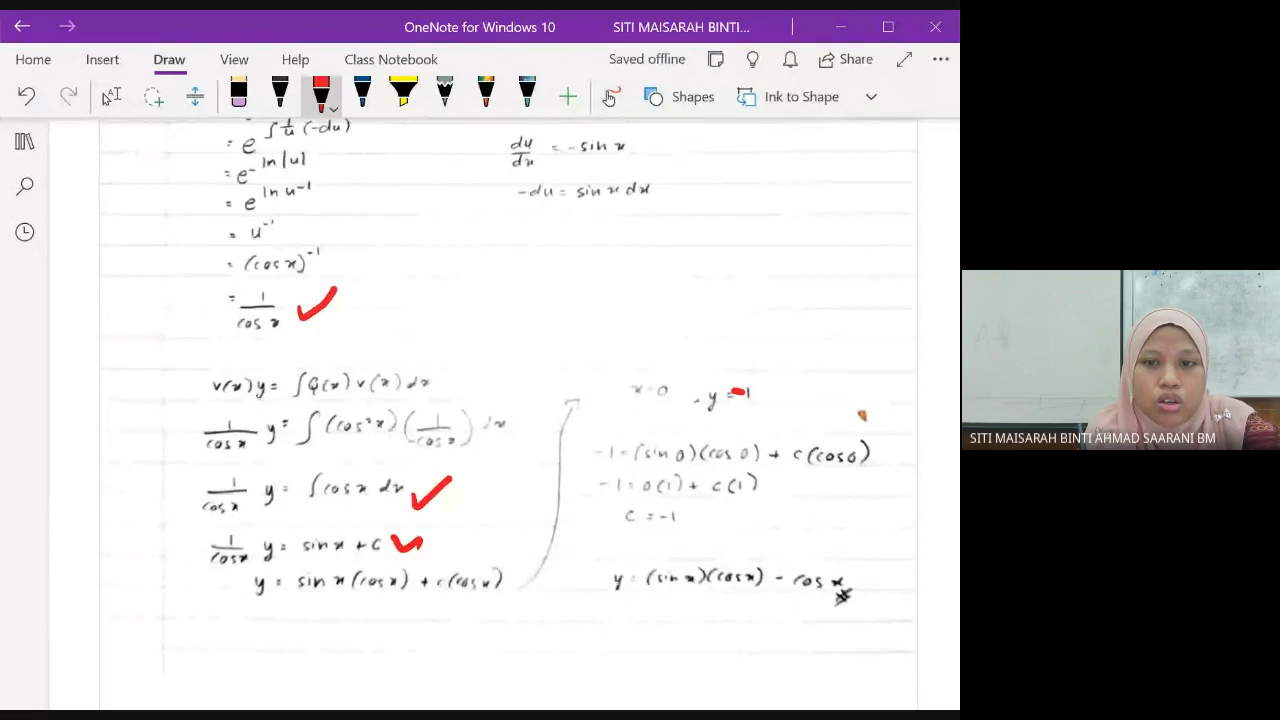 OneNote for Windows 10
SITI MAISARAH BINTI...
Home Insert Draw View Help Class Notebook
Saved offline
Share
Shapes
Ink to Shape
= e^∫ 1/u (-du)
= e^- ln|u|
= e^ln u⁻¹
= u⁻¹
= (cos x)⁻¹
= 1/cos x
du/dx = -sin x
-du = sin x dx
v(x) y = ∫Q(x) v(x) dx
1/cos x y = ∫(cos²x)(1/cos x) dx
1/cos x y = ∫cos x dx
1/cos x y = sin x + c
y = sin x (cos x) + c(cos x)
x = 0 , y = -1
-1 = (sin 0)(cos 0) + c(cos 0)
-1 = 0(1) + c(1)
c = -1
y = (sin x)(cos x) - cos x
SITI MAISARAH BINTI AHMAD SAARANI BM